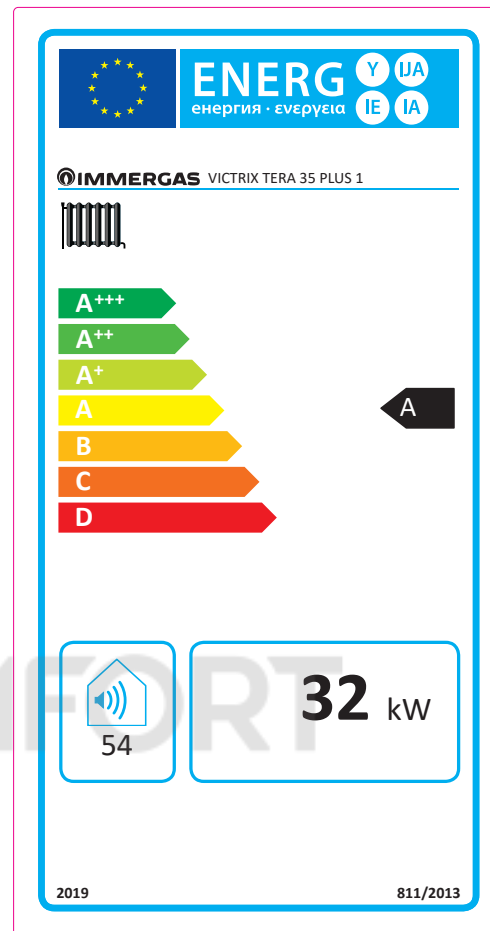 ENERG Y IJA
енергия · ενεργεια IE IA
IMMERGAS VICTRIX TERA 35 PLUS 1
A+++
A++
A+
A
A
B
C
D
FORT
32 kW
54
2019 811/2013